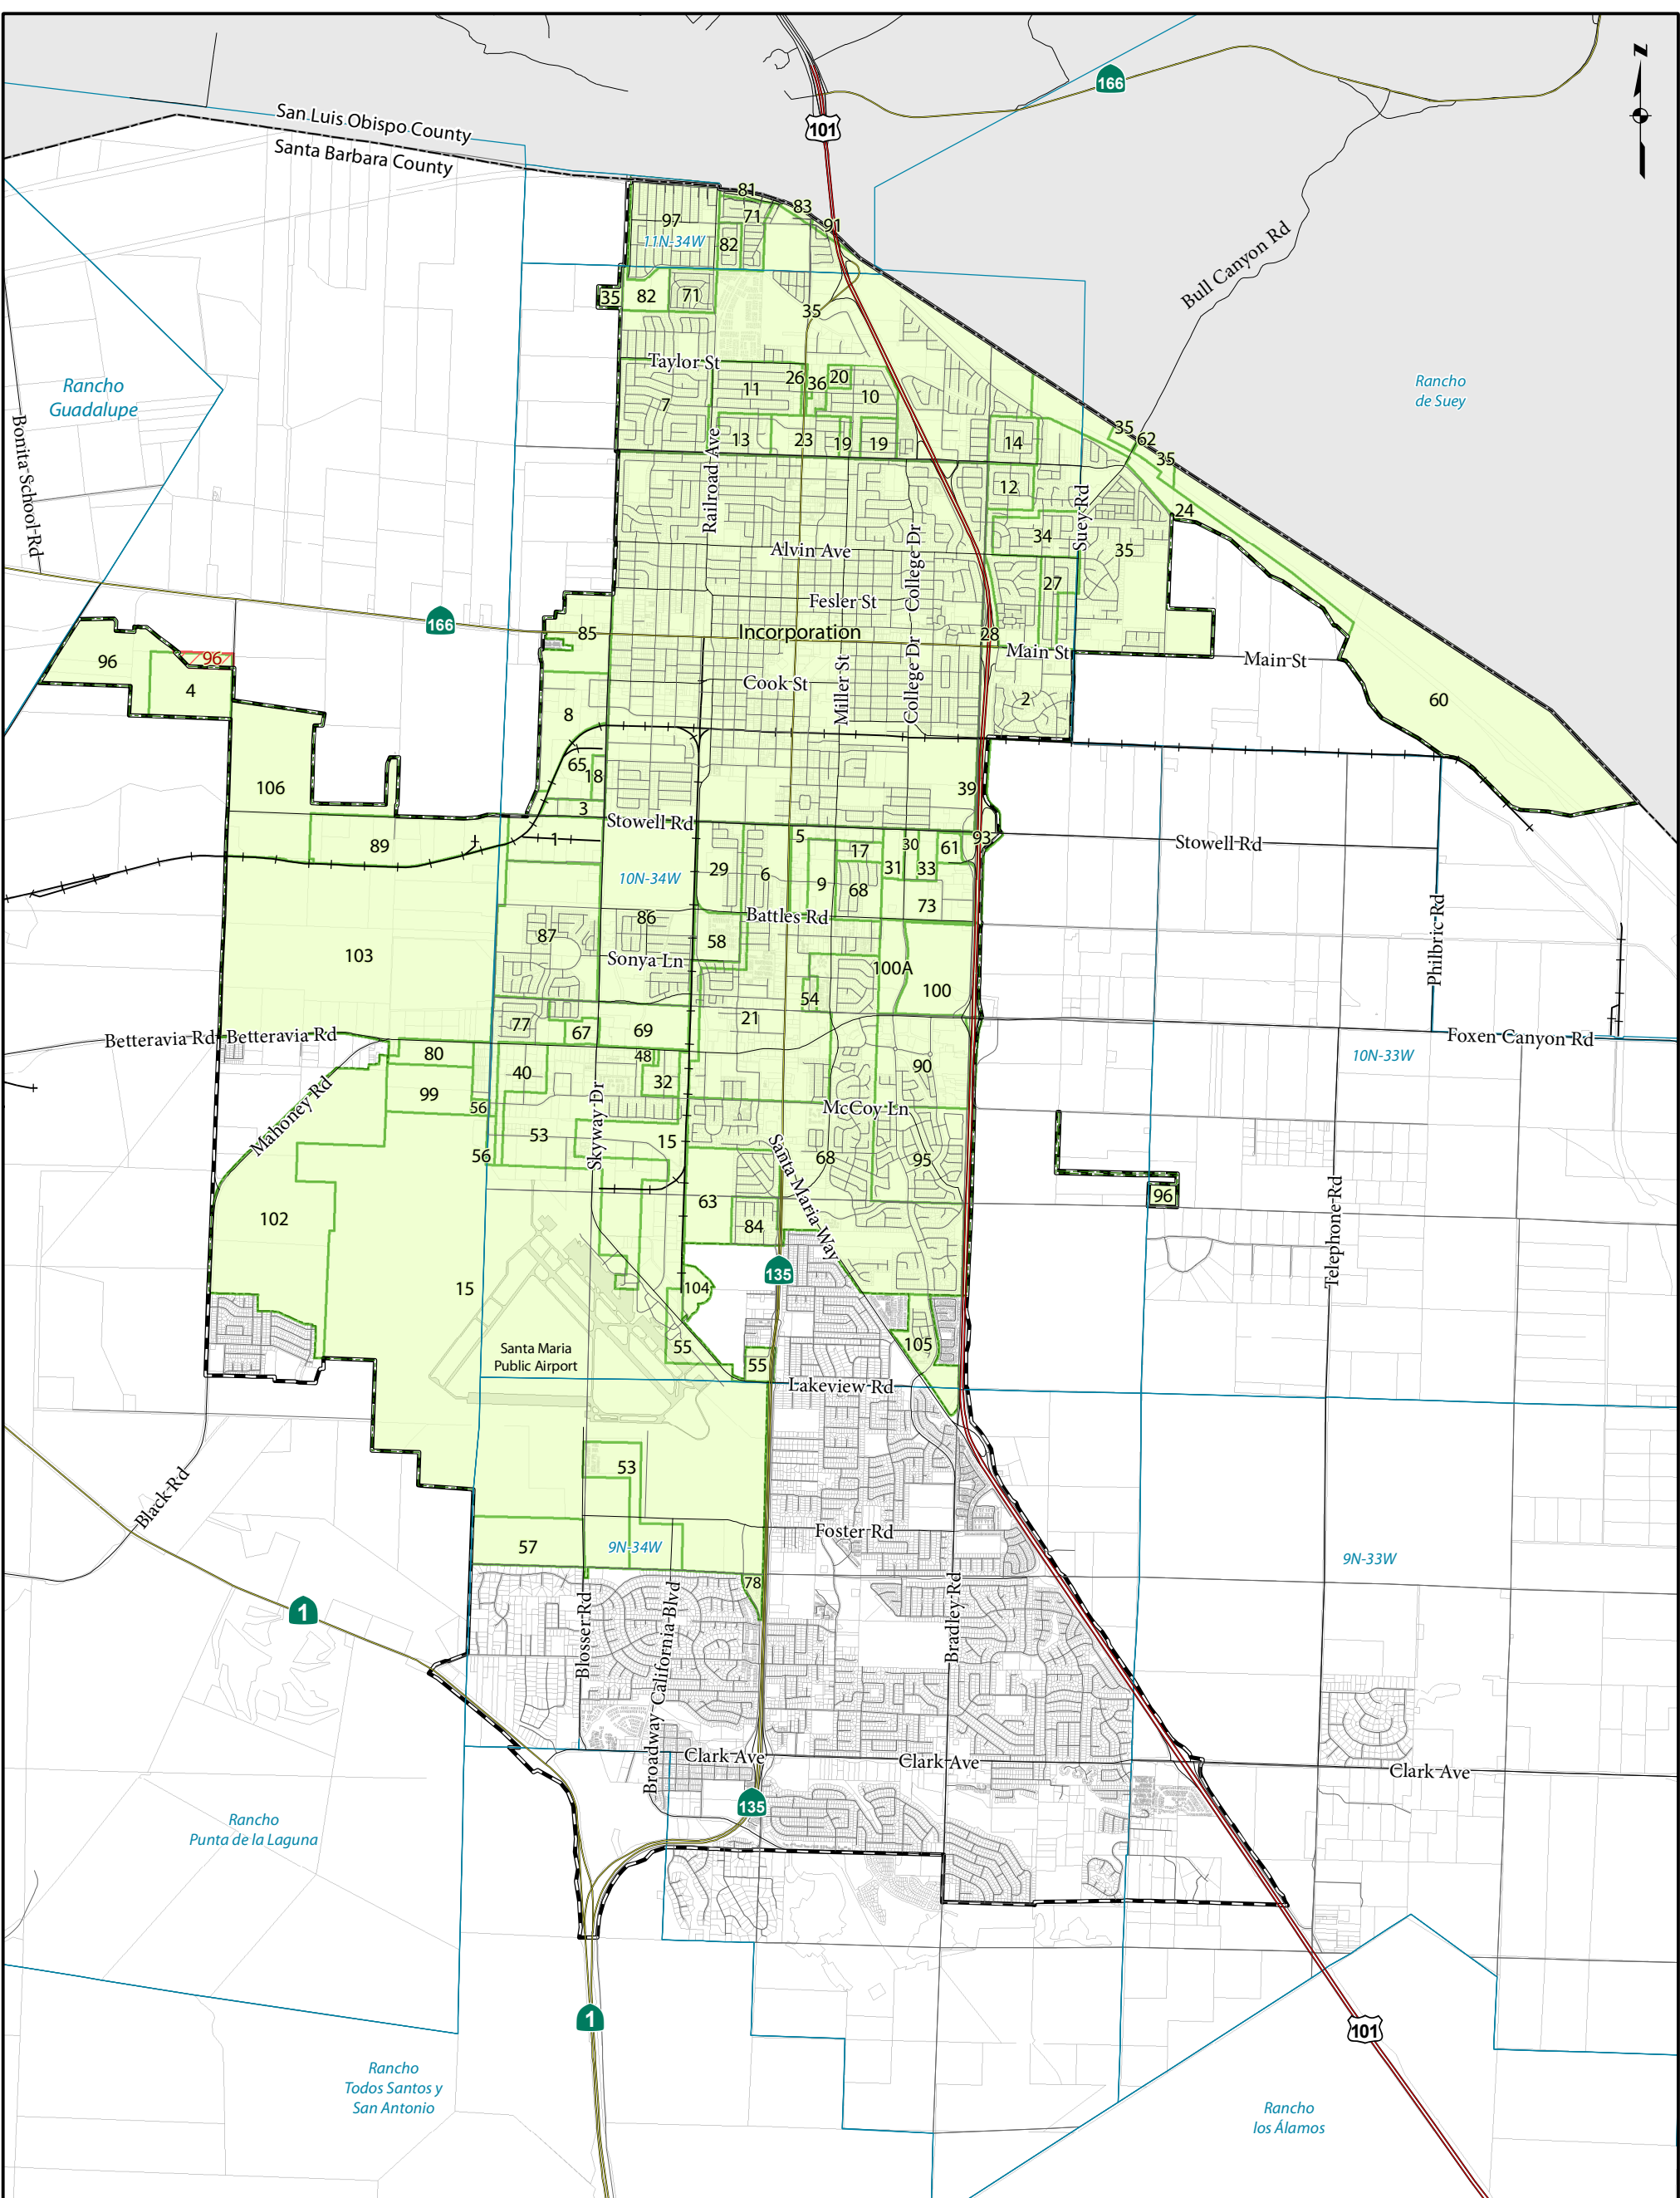 N
166
San Luis Obispo County
101
Santa Barbara County
81
83
97
71
91
11N-34W
82
Bull Canyon Rd
35
82
71
35
Taylor St
Rancho
Guadalupe
Rancho
de Suey
26
36
20
11
10
7
Bonita School Rd
13
23
19
19
14
35
62
35
Railroad Ave
12
Suey Rd
24
34
35
Alvin Ave
College Dr
27
Fesler St
166
85
Incorporation
28
Main St
Main St
96
96
4
Cook St
Miller St
College Dr
2
60
8
65
18
106
39
3
Stowell Rd
1
5
93
Stowell Rd
89
17
30
61
29
6
31
33
10N-34W
9
68
86
Battles Rd
73
87
58
Philbric Rd
103
Sonya Ln
100A
54
100
77
67
69
21
Betteravia Rd
Betteravia Rd
Foxen Canyon Rd
80
48
10N-33W
40
32
90
99
56
McCoy Ln
Mahoney Rd
53
Skyway Dr
15
56
68
95
Santa Maria Way
96
63
84
102
Telephone Rd
135
15
104
Santa Maria
Public Airport
55
55
105
Lakeview Rd
53
Black Rd
Foster Rd
57
9N-34W
9N-33W
78
1
Blosser Rd
Broadway
California Blvd
Bradley Rd
Clark Ave
Clark Ave
Clark Ave
135
Rancho
Punta de la Laguna
1
101
Rancho
Todos Santos y
San Antonio
Rancho
los Álamos